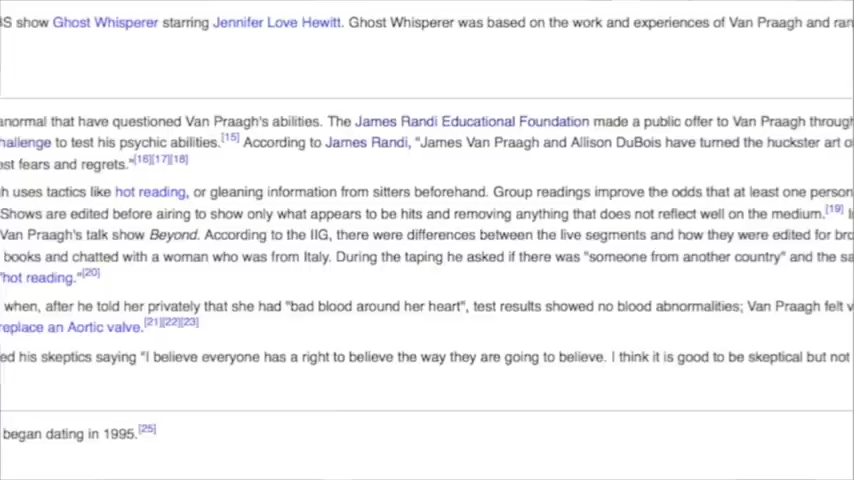 S show Ghost Whisperer starring Jennifer Love Hewitt. Ghost Whisperer was based on the work and experiences of Van Praagh and ran
anormal that have questioned Van Praagh's abilities. The James Randi Educational Foundation made a public offer to Van Praagh through
hallenge to test his psychic abilities.[15] According to James Randi, "James Van Praagh and Allison DuBois have turned the huckster art o
est fears and regrets."[16][17][18]
h uses tactics like hot reading, or gleaning information from sitters beforehand. Group readings improve the odds that at least one person
Shows are edited before airing to show only what appears to be hits and removing anything that does not reflect well on the medium.[19] I
Van Praagh's talk show Beyond. According to the IIG, there were differences between the live segments and how they were edited for bro
books and chatted with a woman who was from Italy. During the taping he asked if there was "someone from another country" and the sa
"hot reading."[20]
when, after he told her privately that she had "bad blood around her heart", test results showed no blood abnormalities; Van Praagh felt v
replace an Aortic valve.[21][22][23]
ed his skeptics saying "I believe everyone has a right to believe the way they are going to believe. I think it is good to be skeptical but not
began dating in 1995.[25]